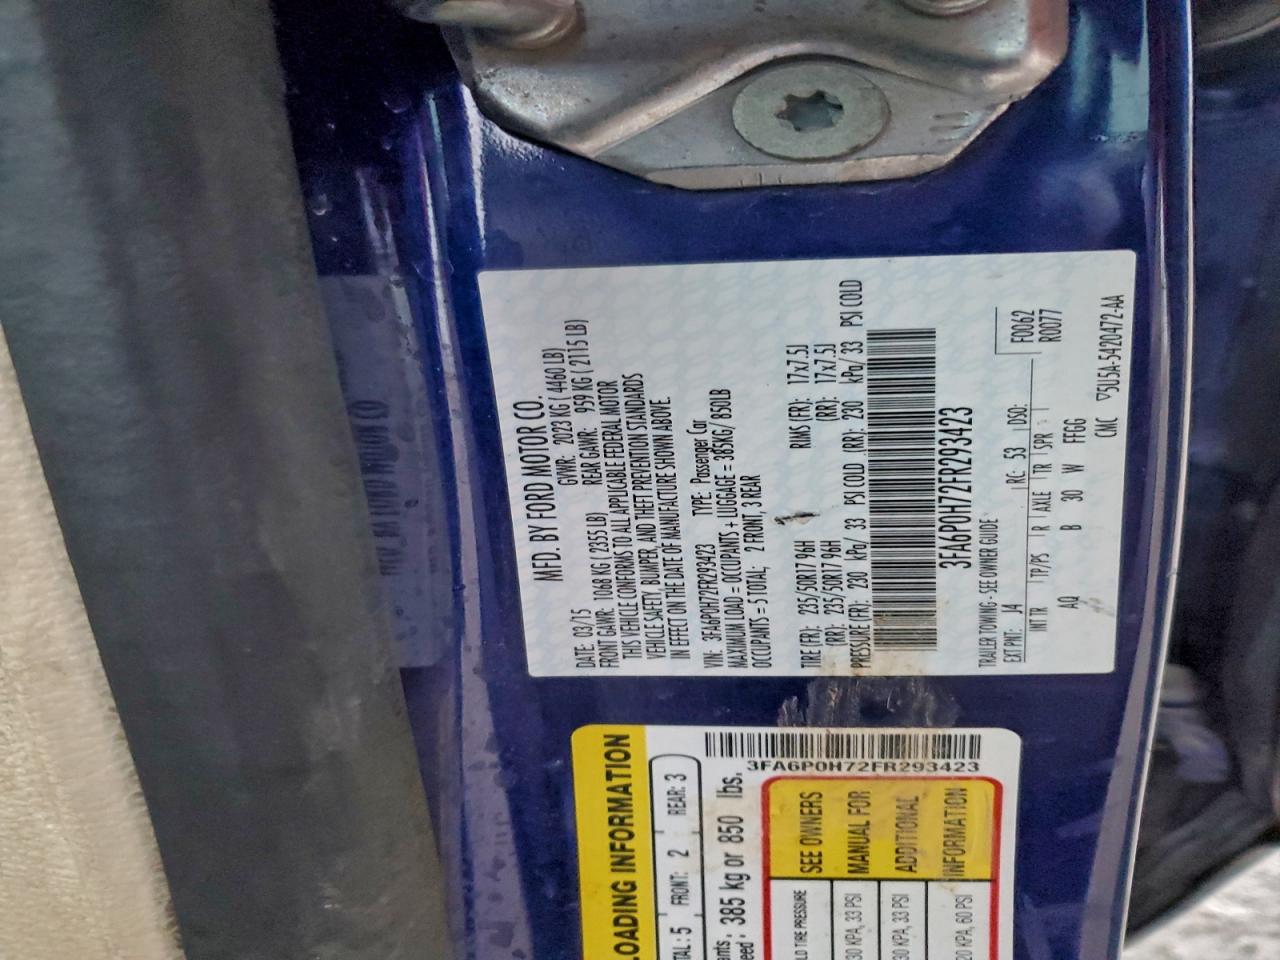 MFD. BY FORD MOTOR CO.
DATE: 03/15 GVWR: 2023 KG ( 4460 LB)
FRONT GAWR: 1068 KG ( 2355 LB) REAR GAWR: 959 KG ( 2115 LB)
THIS VEHICLE CONFORMS TO ALL APPLICABLE FEDERAL MOTOR
VEHICLE SAFETY, BUMPER, AND THEFT PREVENTION STANDARDS
IN EFFECT ON THE DATE OF MANUFACTURE SHOWN ABOVE.
VIN: 3FA6P0H72FR293423 TYPE: Passenger Car
MAXIMUM LOAD = OCCUPANTS + LUGGAGE = 385KG/ 850LB
OCCUPANTS = 5 TOTAL; 2 FRONT, 3 REAR
TIRE (FR): 235/50R17 96H RIMS (FR): 17x7.5J
(RR): 235/50R17 96H (RR): 17x7.5J
PRESSURE (FR): 230 kPa/ 33 PSI COLD (RR): 230 kPa/ 33 PSI COLD
3FA6P0H72FR293423
TRAILER TOWING - SEE OWNER GUIDE
EXT PNT: J4 RC: 53 DSO: F0062
INT TR TP/PS R AXLE TR SPR R0077
AQ B 30 W FFGG
CMC 5U5A-5420472-AA
LOADING INFORMATION
TAL : 5 FRONT: 2 REAR: 3
385 kg or 850 lbs.
3FA6P0H72FR293423
SEE OWNERS
MANUAL FOR
ADDITIONAL
INFORMATION
LD TIRE PRESSURE
30 KPA, 33 PSI
30 KPA, 33 PSI
20 KPA, 60 PSI